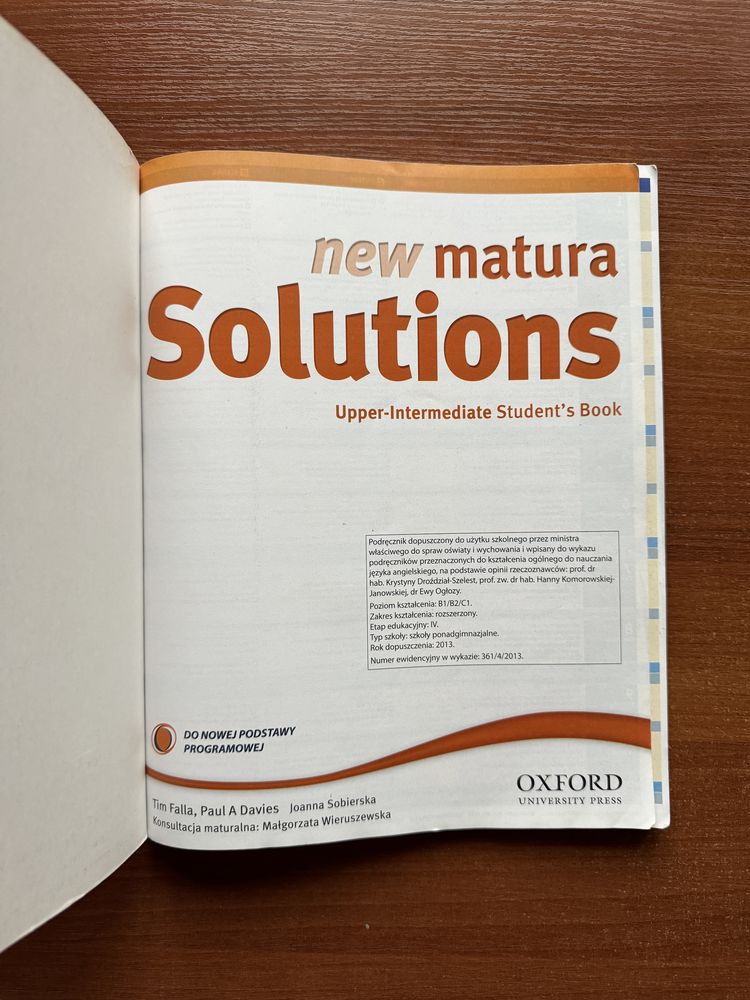 new matura
Solutions
Upper-Intermediate Student's Book
Podręcznik dopuszczony do użytku szkolnego przez ministra
właściwego do spraw oświaty i wychowania i wpisany do wykazu
podręczników przeznaczonych do kształcenia ogólnego do nauczania
języka angielskiego, na podstawie opinii rzeczoznawców: prof. dr
hab. Krystyny Droździał-Szelest, prof. zw. dr hab. Hanny Komorowskiej-
Janowskiej, dr Ewy Ogłozy.
Poziom kształcenia: B1/B2/C1.
Zakres kształcenia: rozszerzony.
Etap edukacyjny: IV.
Typ szkoły: szkoły ponadgimnazjalne.
Rok dopuszczenia: 2013.
Numer ewidencyjny w wykazie: 361/4/2013.
DO NOWEJ PODSTAWY
PROGRAMOWEJ
Tim Falla, Paul A Davies Joanna Sobierska
Konsultacja maturalna: Małgorzata Wieruszewska
OXFORD
UNIVERSITY PRESS